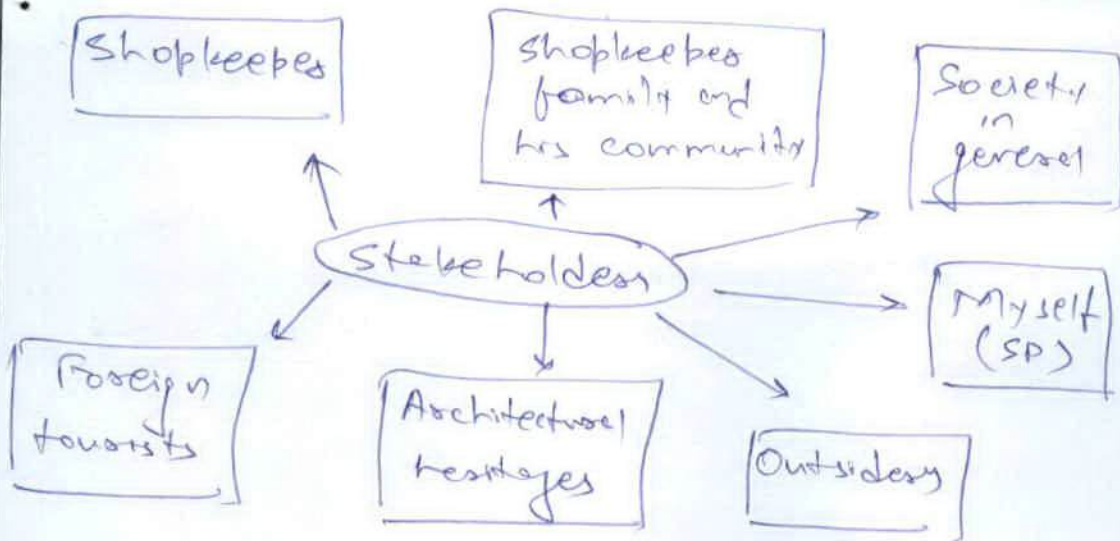 Shopkeeper
Shopkeeper
family and
his community
Society
in
general
Stakeholders
Myself
(SP)
Foreign
tourists
Architectural
heritages
Outsiders